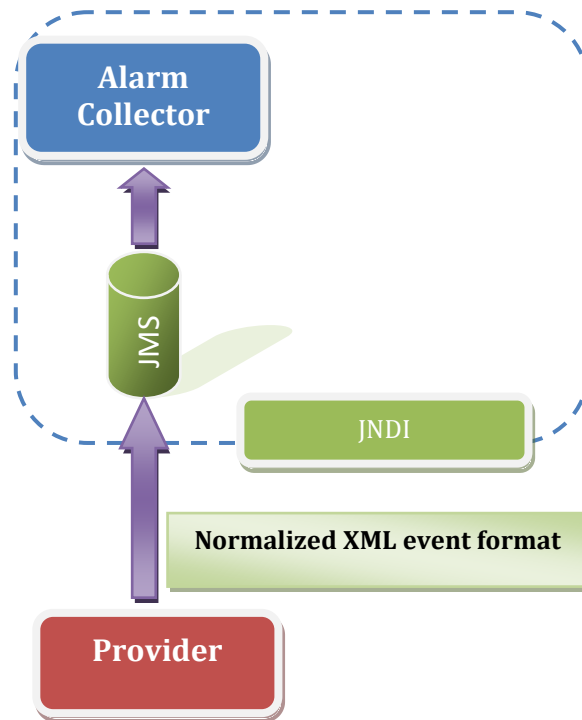 Alarm
Collector
JMS
JNDI
Normalized XML event format
Provider